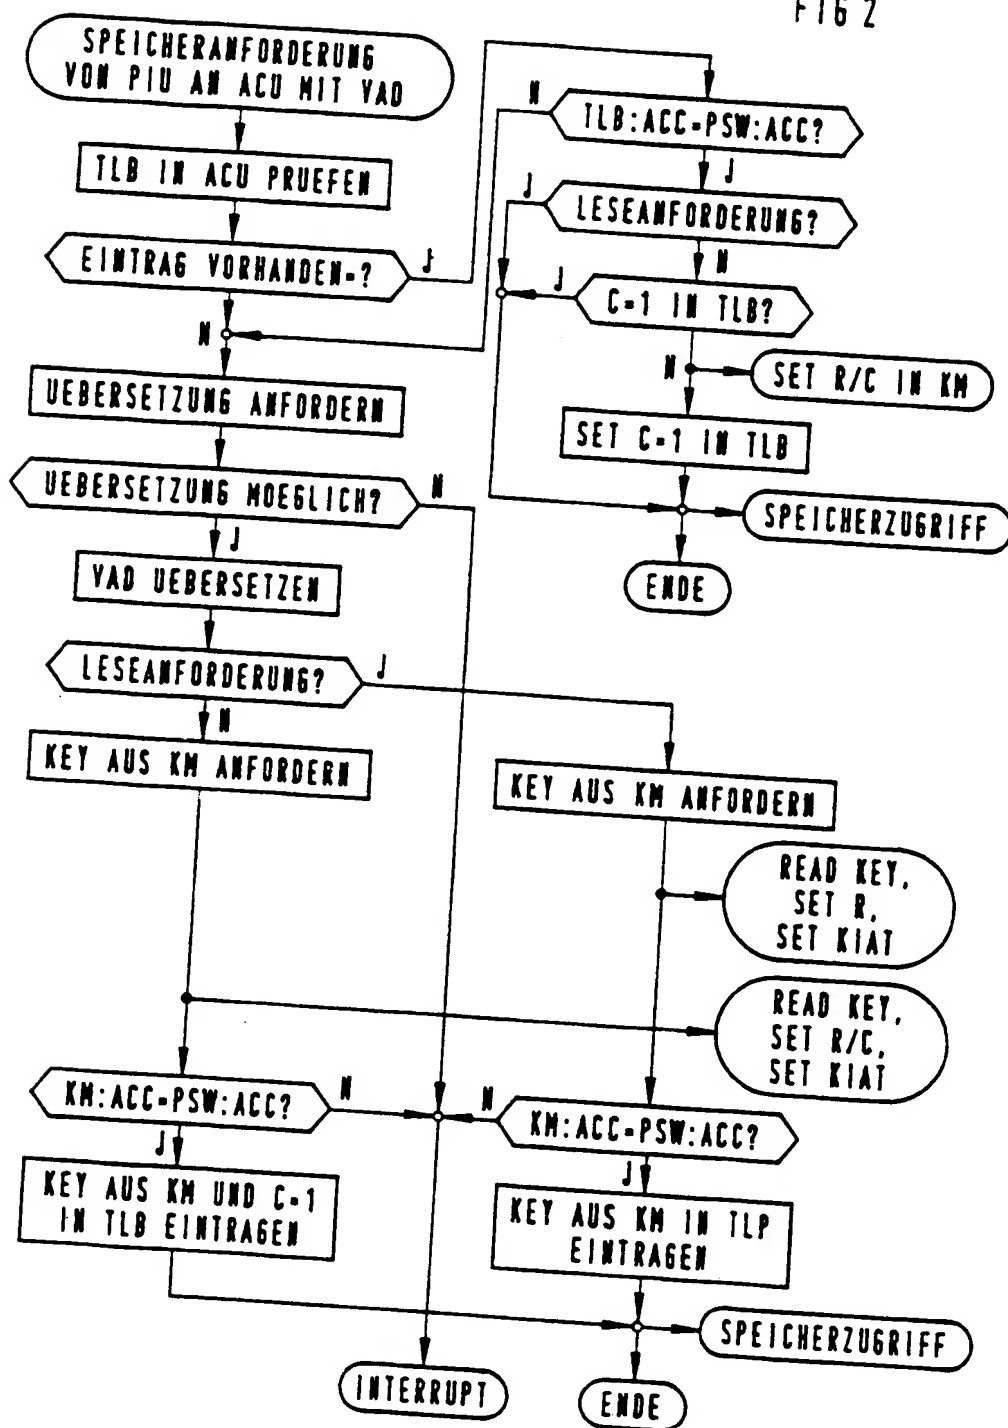 FIG 2
SPEICHERANFORDERUNG
VON PIU AN ACU MIT VAD
TLB IN ACU PRUEFEN
EINTRAG VORHANDEN=?
J
N
UEBERSETZUNG ANFORDERN
UEBERSETZUNG MOEGLICH?
N
J
VAD UEBERSETZEN
LESEANFORDERUNG?
J
N
KEY AUS KM ANFORDERN
KM:ACC=PSW:ACC?
N
J
KEY AUS KM UND C=1
IN TLB EINTRAGEN
N
TLB:ACC=PSW:ACC?
J
J
LESEANFORDERUNG?
N
J
C=1 IN TLB?
N
SET R/C IN KM
SET C=1 IN TLB
SPEICHERZUGRIFF
ENDE
KEY AUS KM ANFORDERN
READ KEY,
SET R,
SET KIAT
READ KEY,
SET R/C,
SET KIAT
N
KM:ACC=PSW:ACC?
J
KEY AUS KM IN TLP
EINTRAGEN
SPEICHERZUGRIFF
INTERRUPT
ENDE